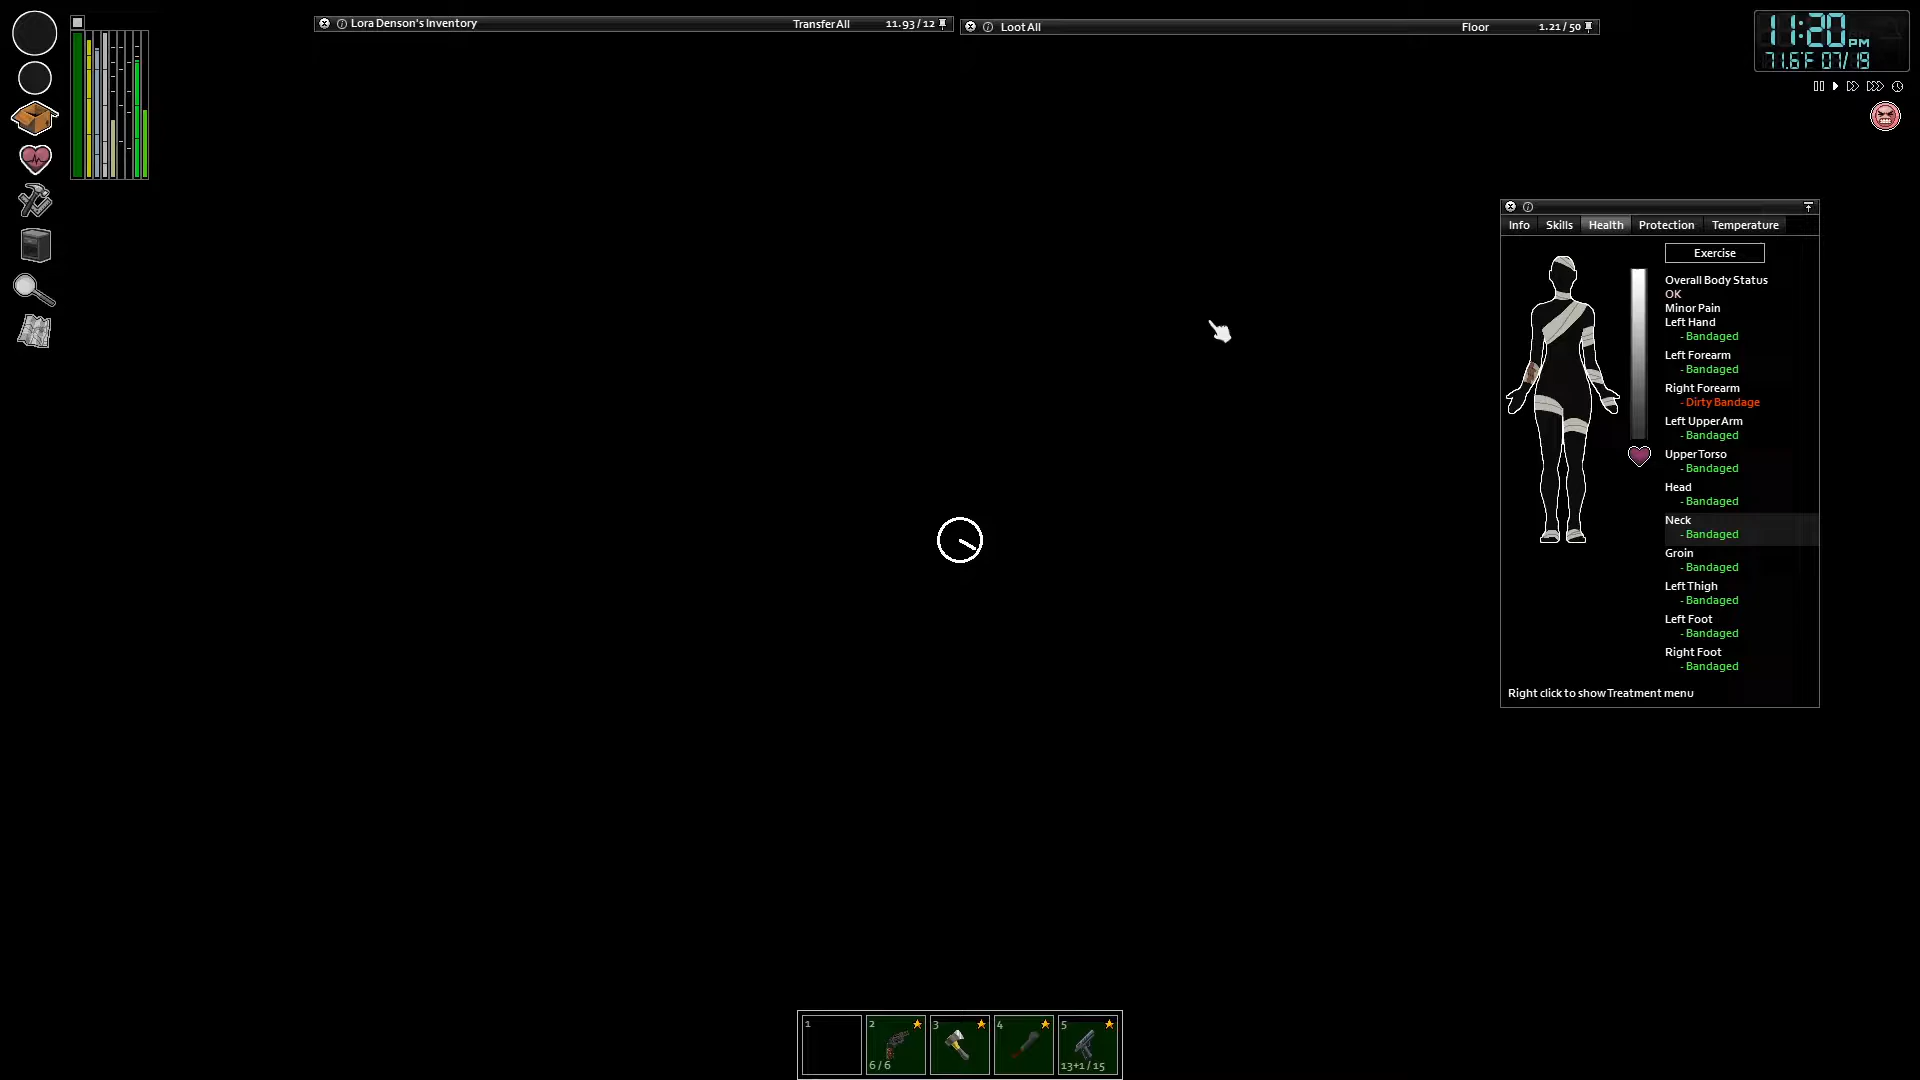 Lora Denson's Inventory Transfer All 11.93 / 12
Loot All Floor 1.21 / 50
11:20 PM
71.6°F 07/19
Info Skills Health Protection Temperature
Exercise
Overall Body Status
OK
Minor Pain
Left Hand
- Bandaged
Left Forearm
- Bandaged
Right Forearm
- Dirty Bandage
Left Upper Arm
- Bandaged
Upper Torso
- Bandaged
Head
- Bandaged
Neck
- Bandaged
Groin
- Bandaged
Left Thigh
- Bandaged
Left Foot
- Bandaged
Right Foot
- Bandaged
Right click to show Treatment menu
1 2 3 4 5
6 / 6 13+1 / 15